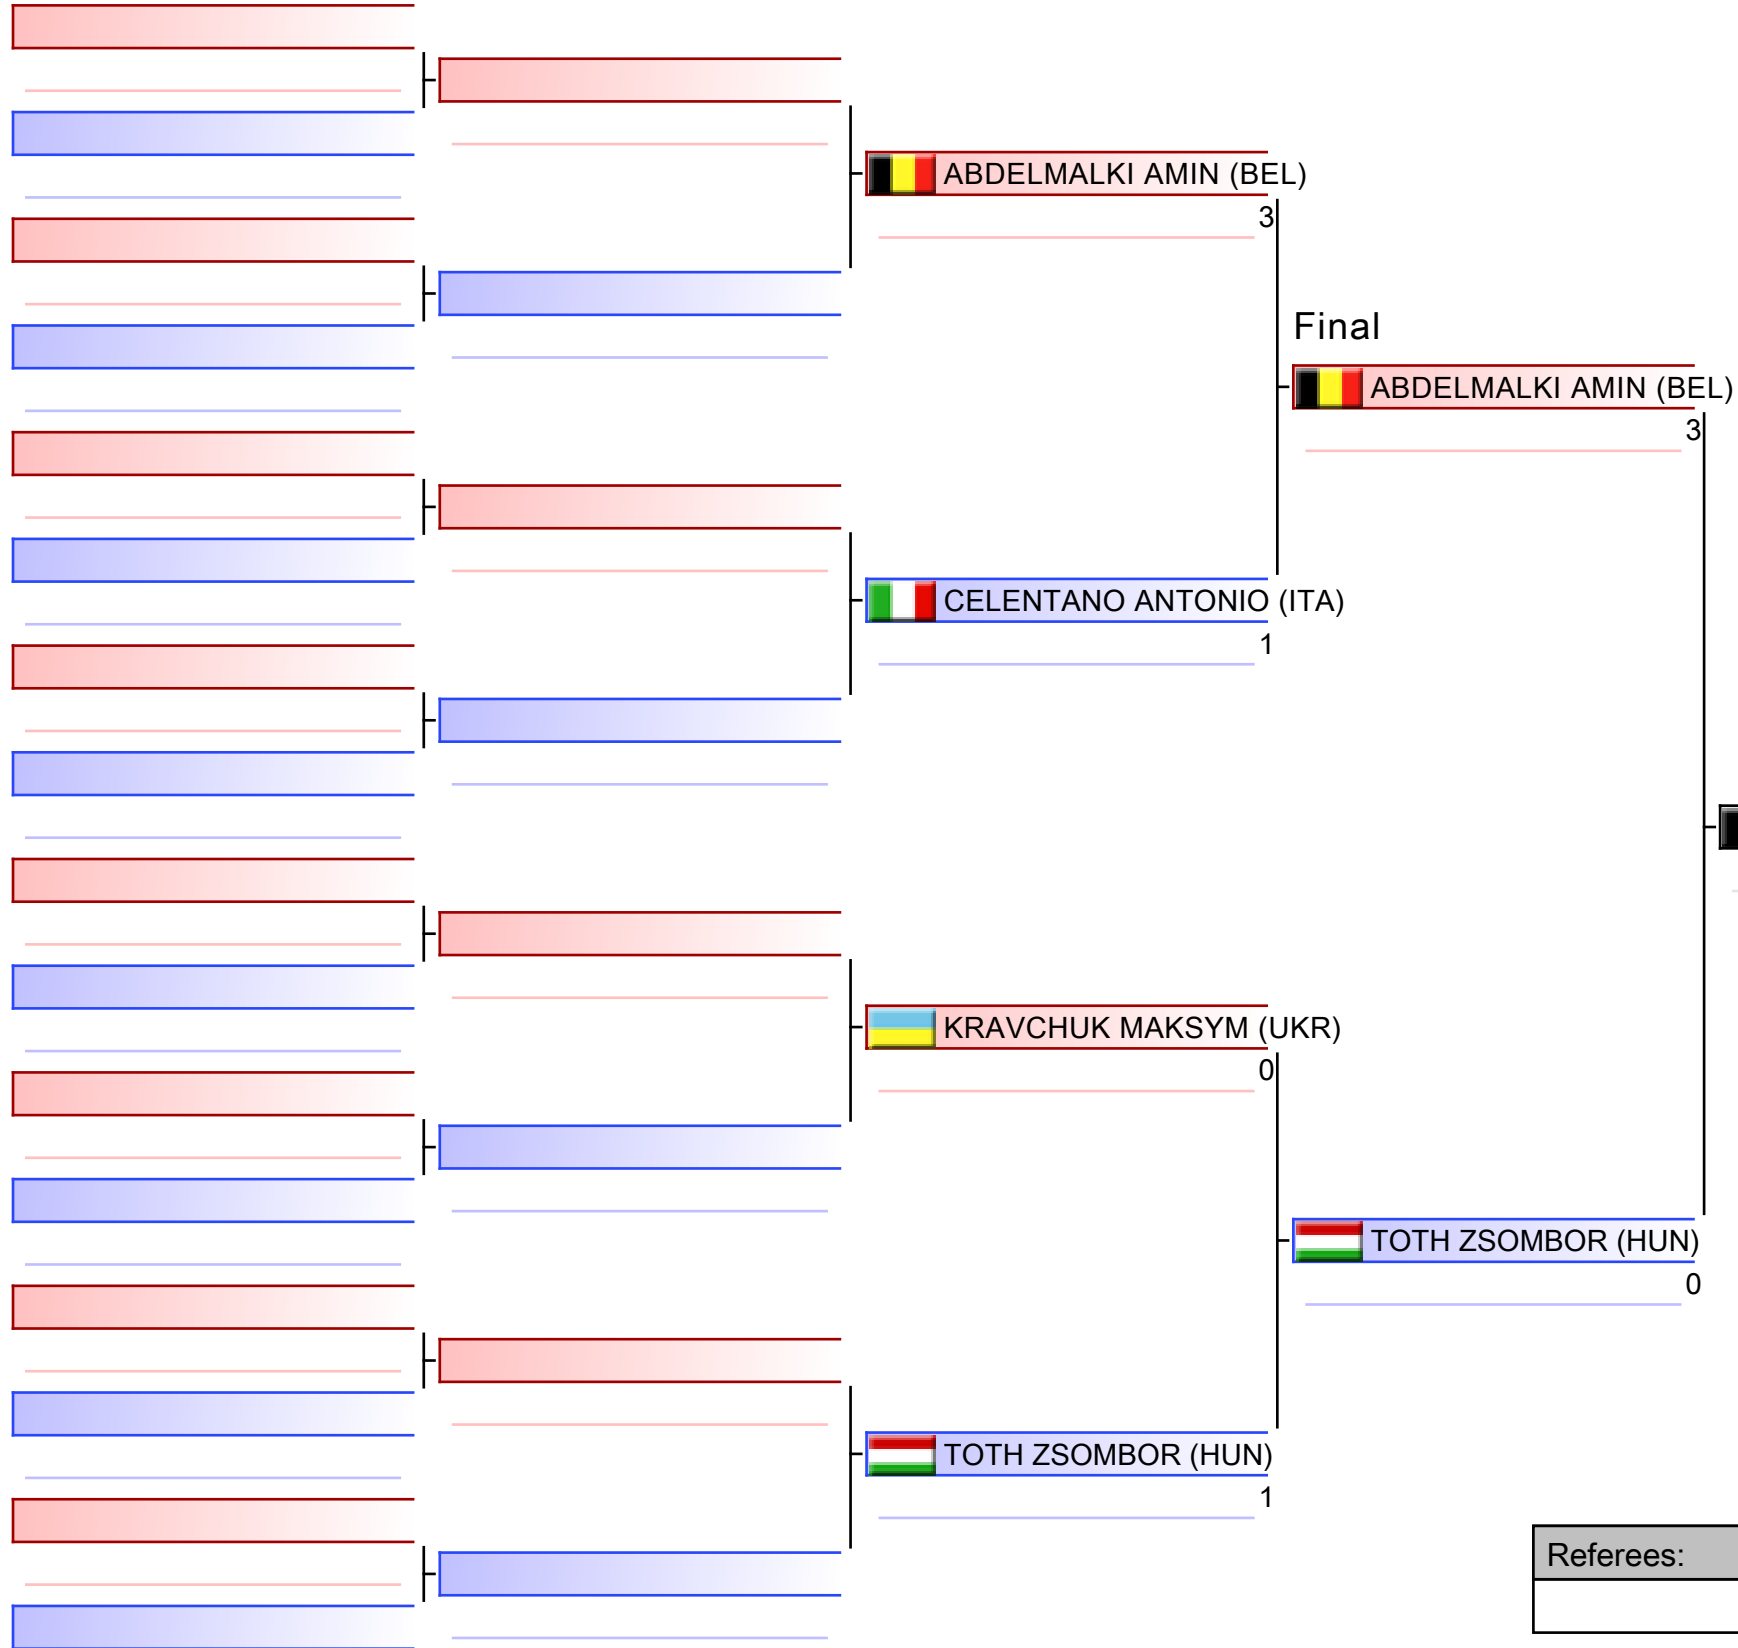 ABDELMALKI AMIN (BEL)
3
Final
ABDELMALKI AMIN (BEL)
3
CELENTANO ANTONIO (ITA)
1
KRAVCHUK MAKSYM (UKR)
0
TOTH ZSOMBOR (HUN)
0
TOTH ZSOMBOR (HUN)
1
Referees: